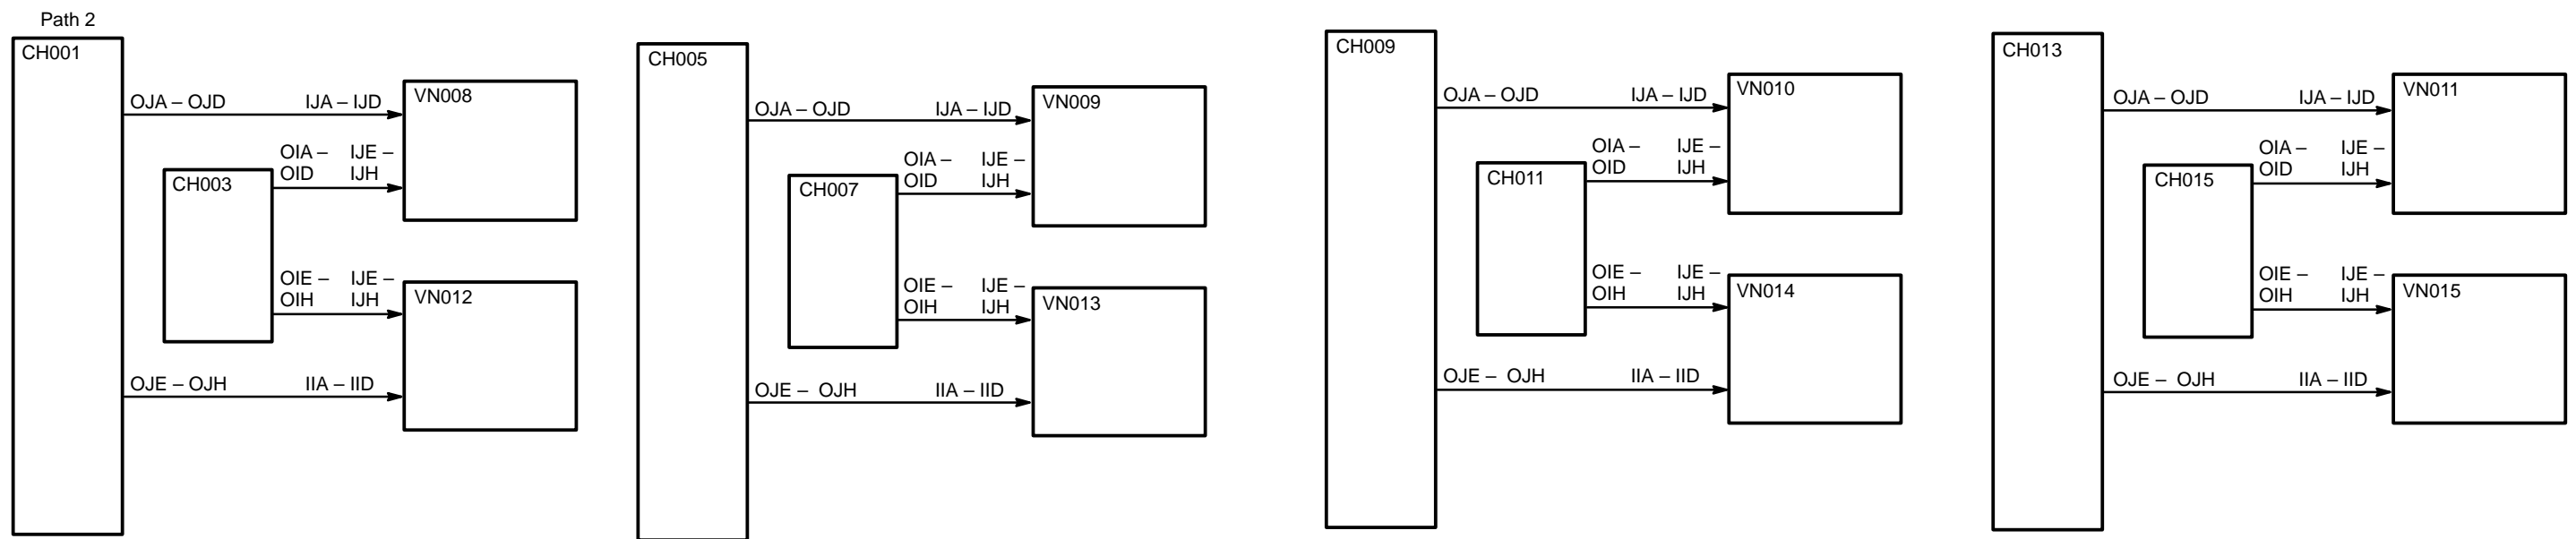 Path 2
CH001
OJA – OJD IJA – IJD
VN008
OIA – IJE –
OID IJH
CH003
OIE – IJE –
OIH IJH
VN012
OJE – OJH IIA – IID
CH005
OJA – OJD IJA – IJD
VN009
OIA – IJE –
OID IJH
CH007
OIE – IJE –
OIH IJH
VN013
OJE – OJH IIA – IID
CH009
OJA – OJD IJA – IJD
VN010
OIA – IJE –
OID IJH
CH011
OIE – IJE –
OIH IJH
VN014
OJE – OJH IIA – IID
CH013
OJA – OJD IJA – IJD
VN011
OIA – IJE –
OID IJH
CH015
OIE – IJE –
OIH IJH
VN015
OJE – OJH IIA – IID